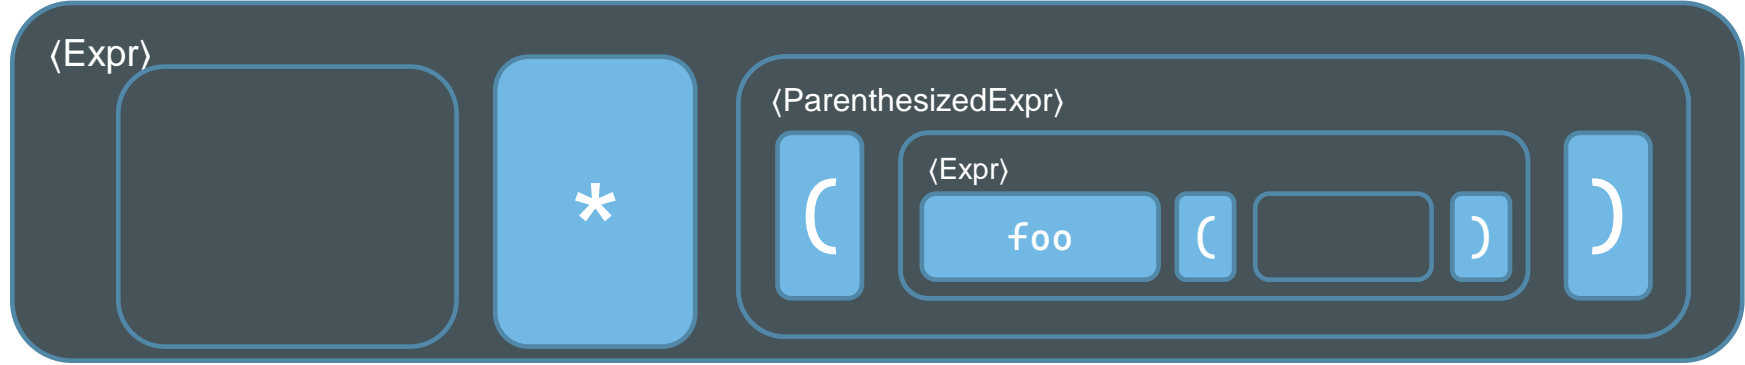 ⟨Expr⟩
*
⟨ParenthesizedExpr⟩
(
⟨Expr⟩
foo ( )
)